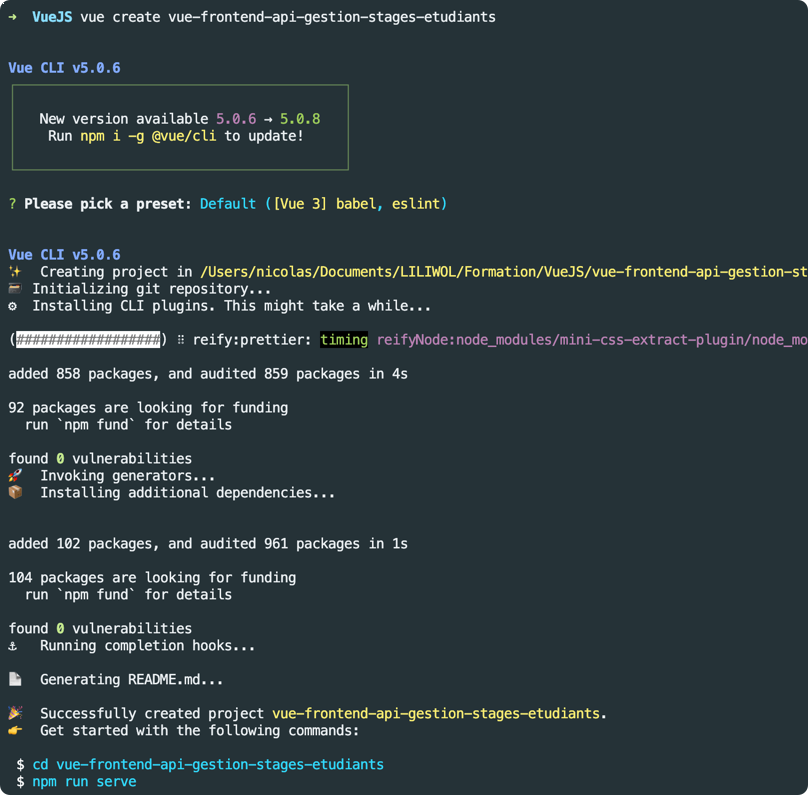 → VueJS vue create vue-frontend-api-gestion-stages-etudiants
Vue CLI v5.0.6
New version available 5.0.6 → 5.0.8
Run npm i -g @vue/cli to update!
? Please pick a preset: Default ([Vue 3] babel, eslint)
Vue CLI v5.0.6
✨ Creating project in /Users/nicolas/Documents/LILIWOL/Formation/VueJS/vue-frontend-api-gestion-st
🗃 Initializing git repository...
⚙ Installing CLI plugins. This might take a while...
(##################) ⠿ reify:prettier: timing reifyNode:node_modules/mini-css-extract-plugin/node_mo
added 858 packages, and audited 859 packages in 4s
92 packages are looking for funding
run `npm fund` for details
found 0 vulnerabilities
🚀 Invoking generators...
📦 Installing additional dependencies...
added 102 packages, and audited 961 packages in 1s
104 packages are looking for funding
run `npm fund` for details
found 0 vulnerabilities
⚓ Running completion hooks...
📄 Generating README.md...
🎉 Successfully created project vue-frontend-api-gestion-stages-etudiants.
👉 Get started with the following commands:
$ cd vue-frontend-api-gestion-stages-etudiants
$ npm run serve